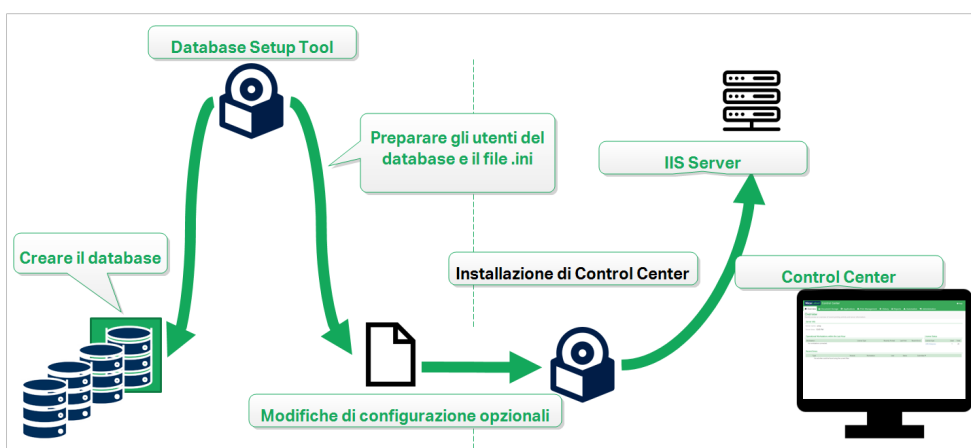 Database Setup Tool
Preparare gli utenti del
database e il file .ini
IIS Server
Creare il database
Installazione di Control Center
Control Center
Modifiche di configurazione opzionali